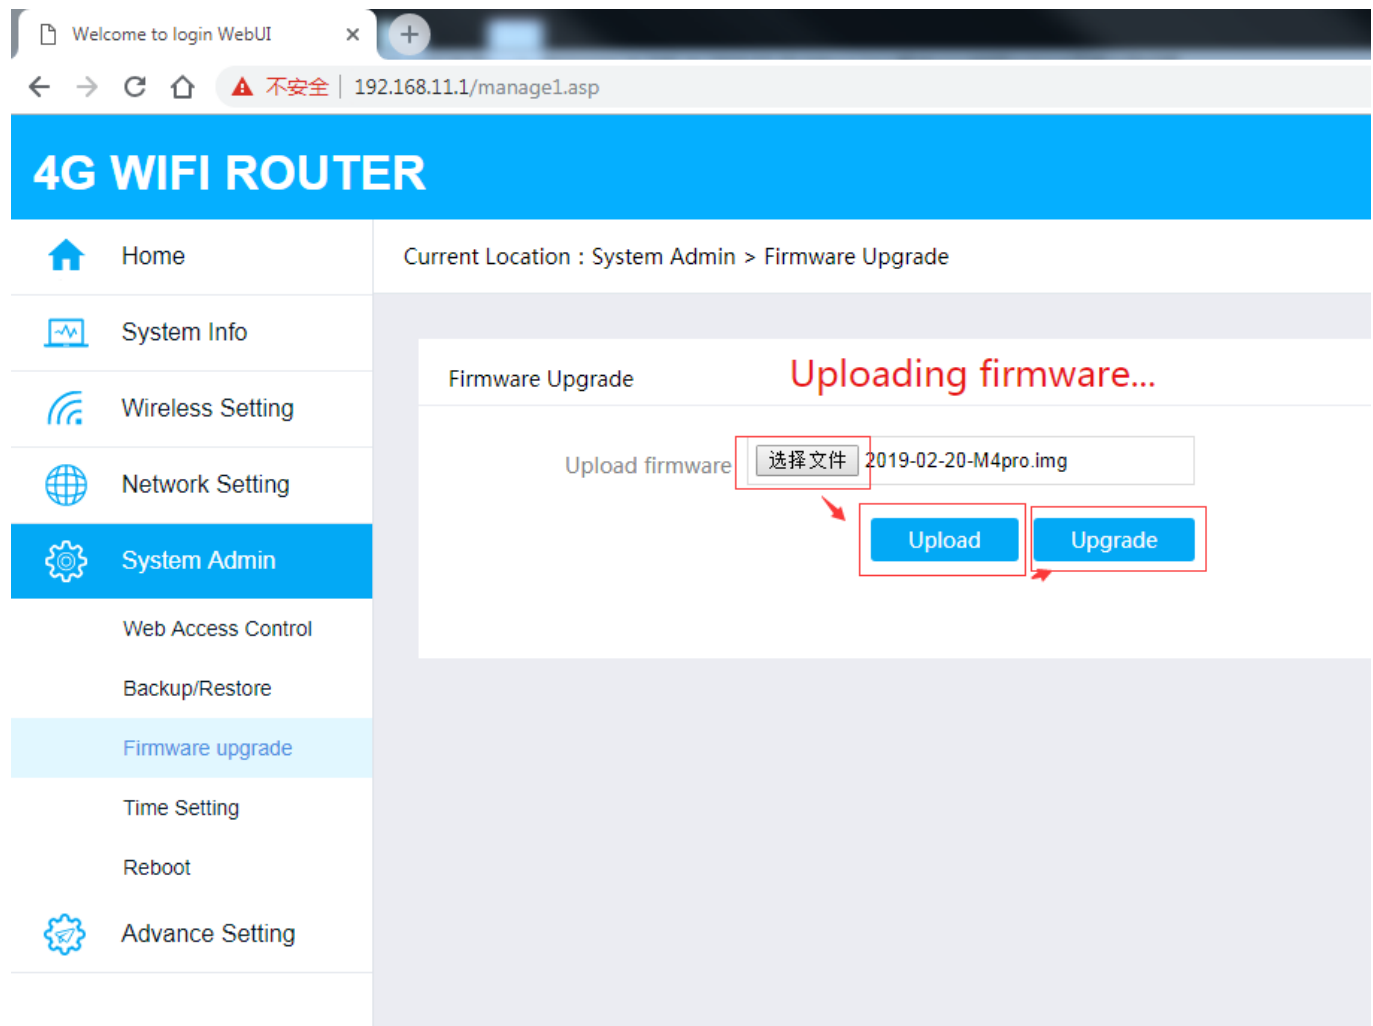 Welcome to login WebUI
不安全 192.168.11.1/manage1.asp
4G WIFI ROUTER
Home
Current Location : System Admin > Firmware Upgrade
System Info
Wireless Setting
Network Setting
System Admin
Web Access Control
Backup/Restore
Firmware upgrade
Time Setting
Reboot
Advance Setting
Firmware Upgrade
Uploading firmware...
Upload firmware 选择文件 2019-02-20-M4pro.img
Upload Upgrade